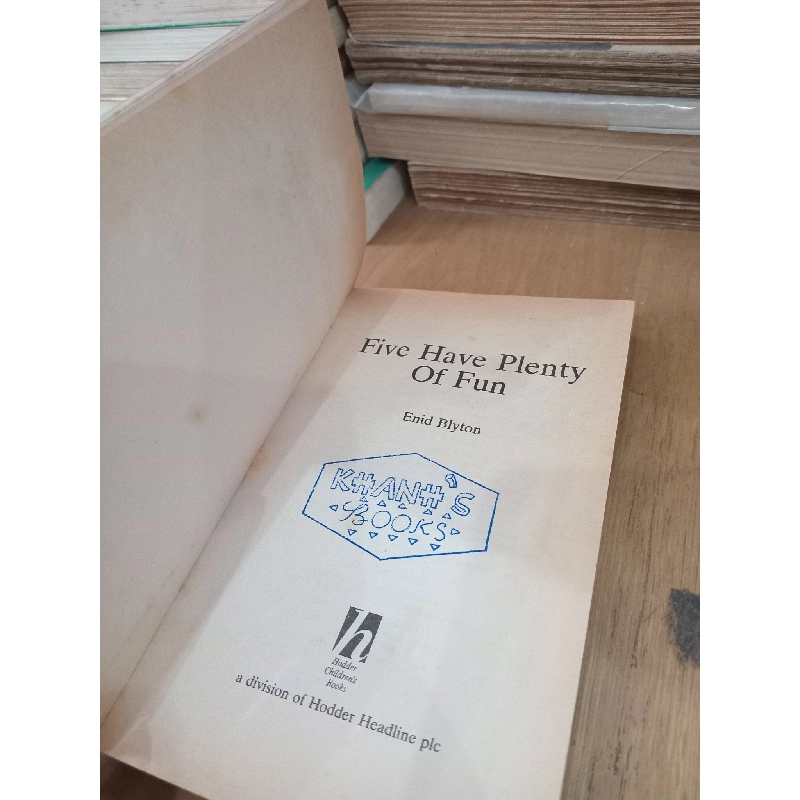 Five Have Plenty
Of Fun
Enid Blyton
KHANH'S
BOOKS
h
Hodder
Children's
Books
a division of Hodder Headline plc